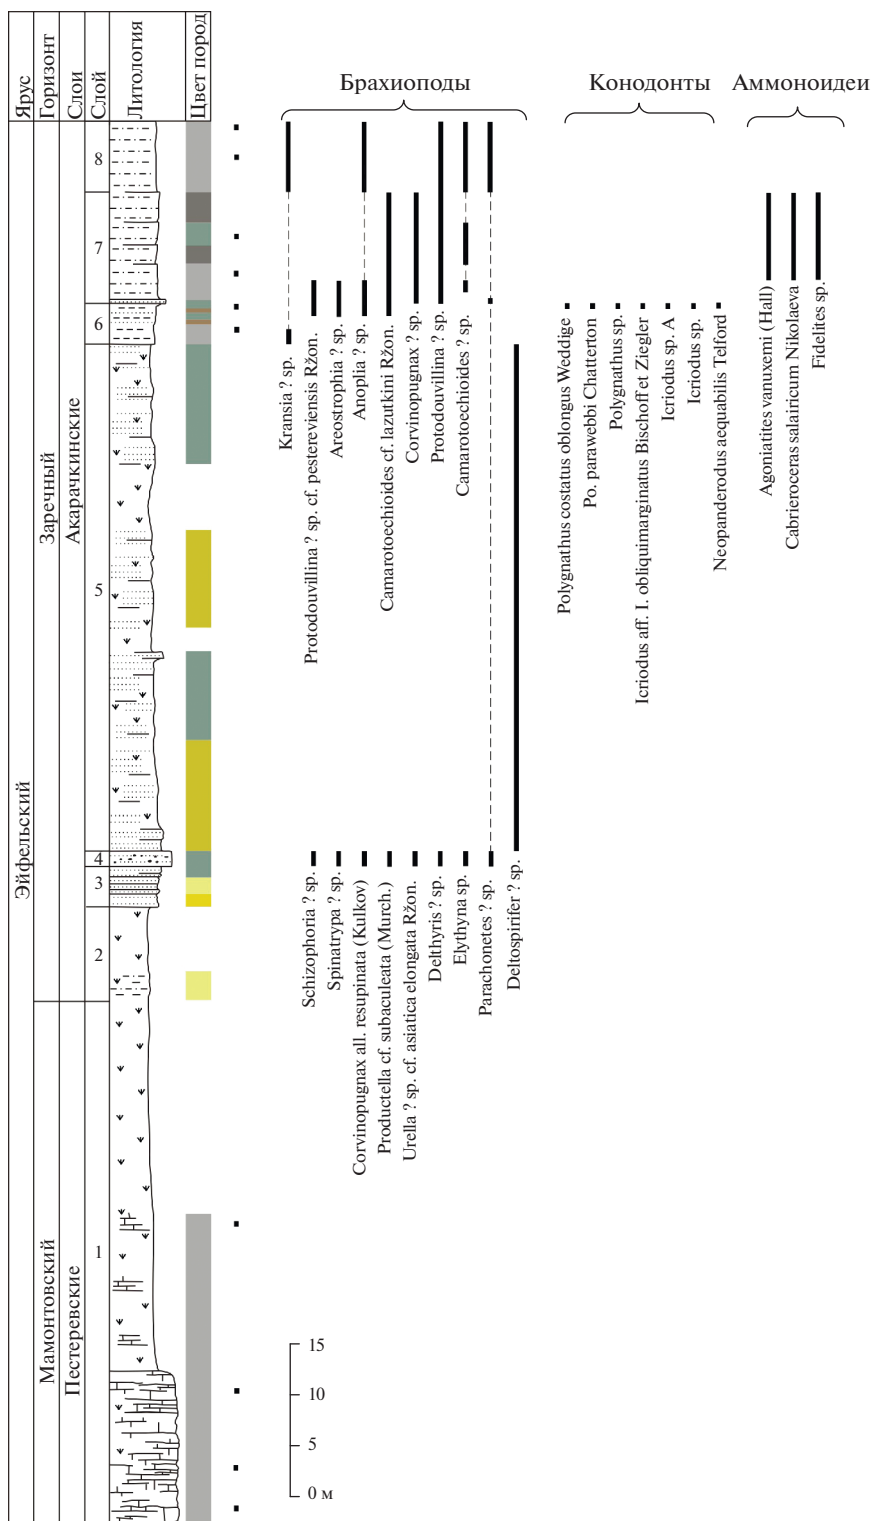 Ярус
Горизонт
Слои
Слой
Литология
Цвет пород
Брахиоподы
Конодонты
Аммоноидеи
Эйфельский
Заречный
Мамонтовский
Акарачкинские
Пестеревские
8
7
6
5
4
3
2
1
Kransia ? sp.
Protodouvillina ? sp. cf. pestereviensis Ržon.
Areostrophia ? sp.
Anoplia ? sp.
Camarotoechioides cf. lazutkini Ržon.
Corvinopugnax ? sp.
Protodouvillina ? sp.
Camarotoechioides ? sp.
Polygnathus costatus oblongus Weddige
Po. parawebbi Chatterton
Polygnathus sp.
Icriodus aff. I. obliquimarginatus Bischoff et Ziegler
Icriodus sp. A
Icriodus sp.
Neopanderodus aequabilis Telford
Agoniatites vanuxemi (Hall)
Cabrieroceras salairicum Nikolaeva
Fidelites sp.
Schizophoria ? sp.
Spinatrypa ? sp.
Corvinopugnax all. resupinata (Kulkov)
Productella cf. subaculeata (Murch.)
Urella ? sp. cf. asiatica elongata Ržon.
Delthyris ? sp.
Elythyna sp.
Parachonetes ? sp.
Deltospirifer ? sp.
15
10
5
0 м